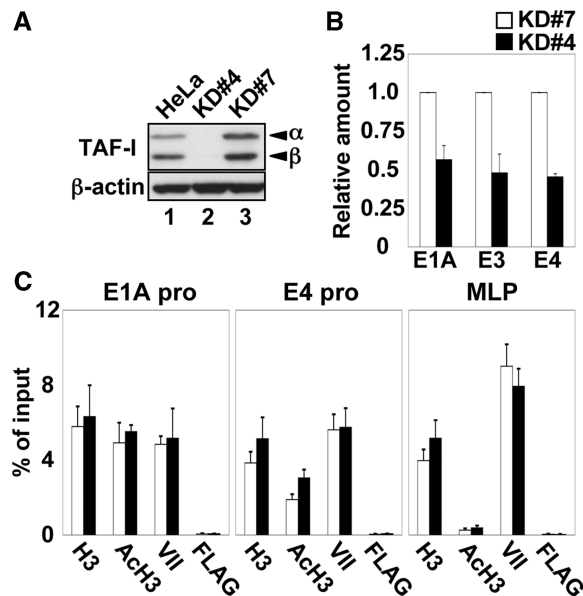 A
HeLa
KD#4
KD#7
TAF-I
α
β
β-actin
1 2 3
B
KD#7
KD#4
Relative amount
1.25
1.0
0.75
0.5
0.25
0
E1A E3 E4
C
E1A pro E4 pro MLP
% of input
12
8
4
0
H3 AcH3 VII FLAG H3 AcH3 VII FLAG H3 AcH3 VII FLAG